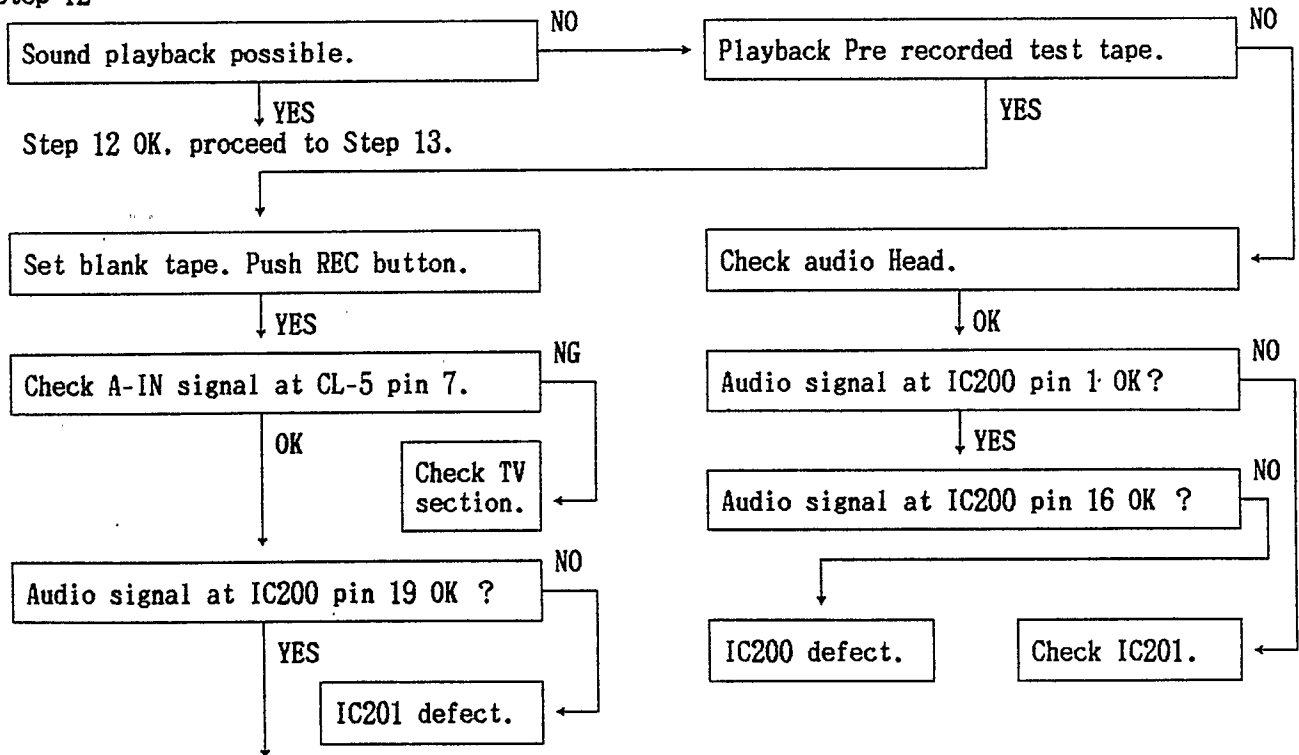 Step 12
NO
NO
Sound playback possible.
Playback Pre recorded test tape.
YES
YES
Step 12 OK, proceed to Step 13.
Set blank tape. Push REC button.
Check audio Head.
YES
OK
NG
NO
Check A-IN signal at CL-5 pin 7.
Audio signal at IC200 pin 1 OK?
OK
YES
Check TV
section.
NO
Audio signal at IC200 pin 16 OK ?
NO
Audio signal at IC200 pin 19 OK ?
YES
IC200 defect.
Check IC201.
IC201 defect.